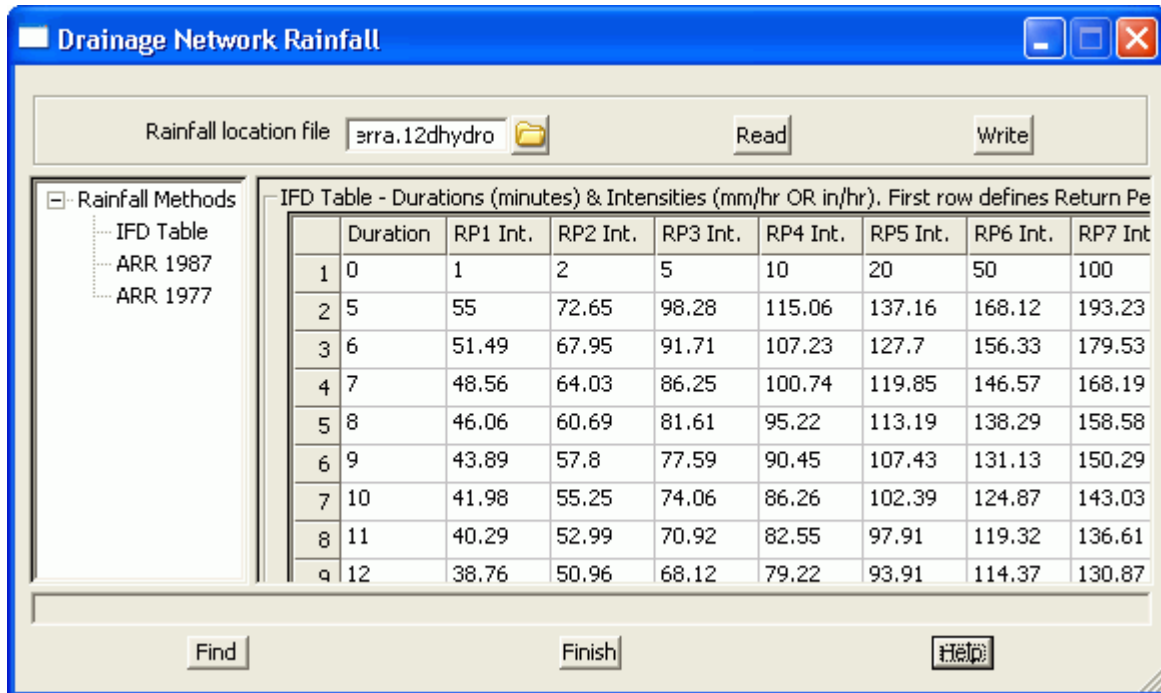 Drainage Network Rainfall
Rainfall location file erra.12dhydro Read Write
Rainfall Methods
IFD Table
ARR 1987
ARR 1977
IFD Table - Durations (minutes) & Intensities (mm/hr OR in/hr). First row defines Return Pe
Duration RP1 Int. RP2 Int. RP3 Int. RP4 Int. RP5 Int. RP6 Int. RP7 Int
1 0 1 2 5 10 20 50 100
2 5 55 72.65 98.28 115.06 137.16 168.12 193.23
3 6 51.49 67.95 91.71 107.23 127.7 156.33 179.53
4 7 48.56 64.03 86.25 100.74 119.85 146.57 168.19
5 8 46.06 60.69 81.61 95.22 113.19 138.29 158.58
6 9 43.89 57.8 77.59 90.45 107.43 131.13 150.29
7 10 41.98 55.25 74.06 86.26 102.39 124.87 143.03
8 11 40.29 52.99 70.92 82.55 97.91 119.32 136.61
9 12 38.76 50.96 68.12 79.22 93.91 114.37 130.87
Find Finish Help